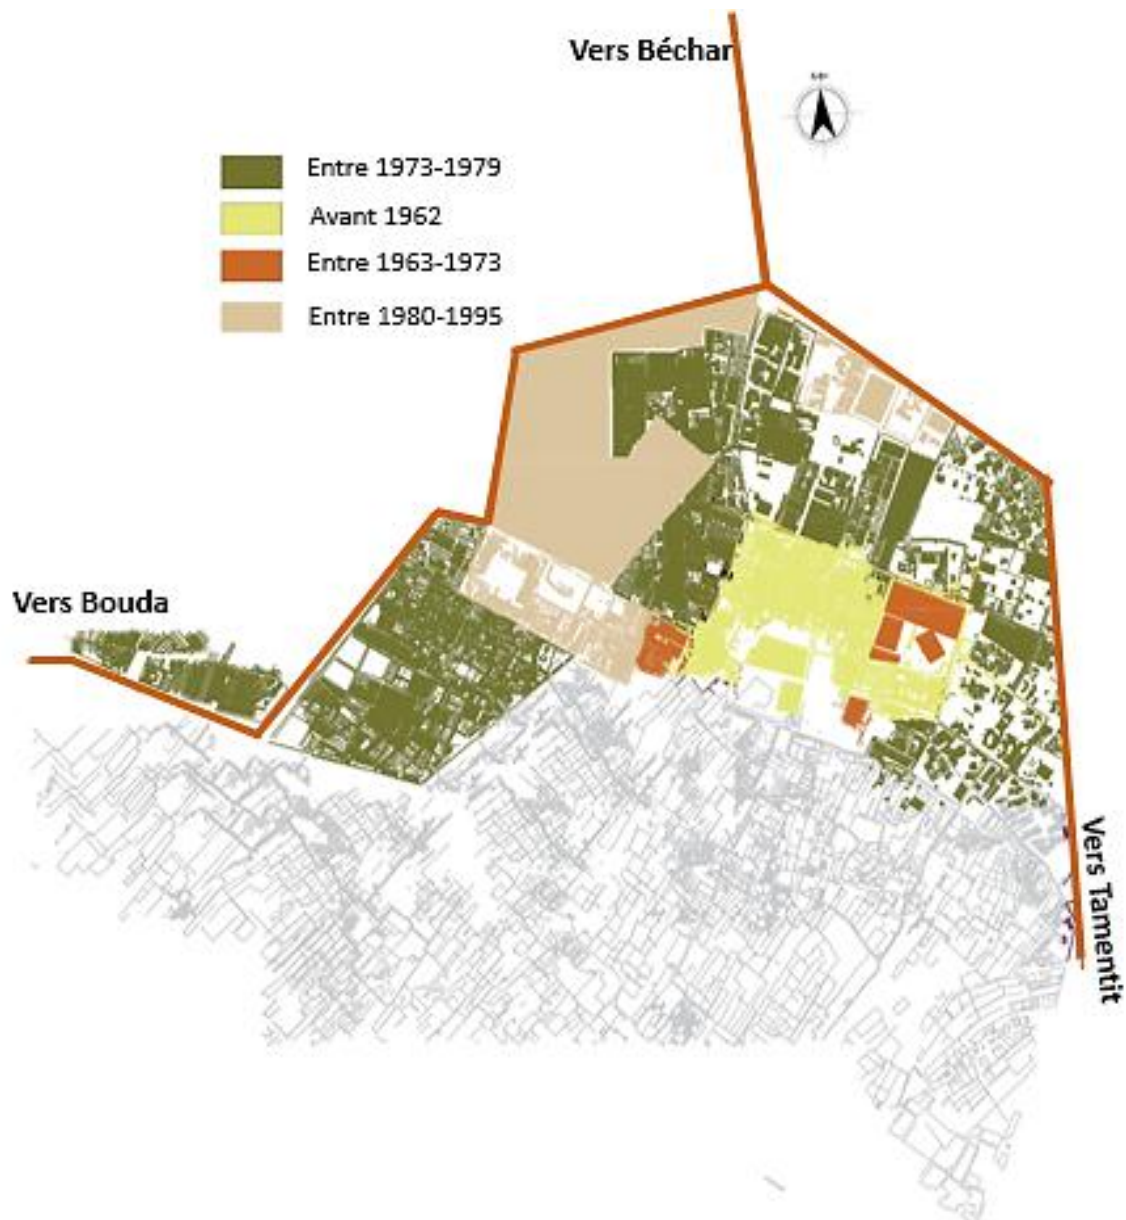 Vers Béchar
Entre 1973-1979
Avant 1962
Entre 1963-1973
Entre 1980-1995
Vers Bouda
Vers Tamentit